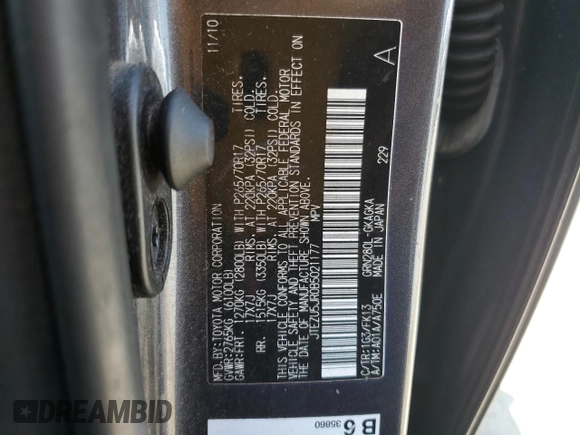 MFD.BY:TOYOTA MOTOR CORPORATION 11/10
GVWR:2765KG (6100LB)
GAWR:FRT. 1270KG (2800LB) WITH P265/70R17 TIRES.
17X7J RIMS. AT 220KPA (32PSI) COLD.
RR. 1515KG (3350LB) WITH P265/70R17 TIRES.
17X7J RIMS. AT 220KPA (32PSI) COLD.
THIS VEHICLE CONFORMS TO ALL APPLICABLE FEDERAL MOTOR
VEHICLE SAFETY AND THEFT PREVENTION STANDARDS IN EFFECT ON
THE DATE OF MANUFACTURE SHOWN ABOVE.
JTEZU5JR0B5021177 MPV
A
C/TR:1G3/FK13 GRN280L-GKAGKA
A/TM:A01A/A750E MADE IN JAPAN 229
B 6
35860
DREAMBID